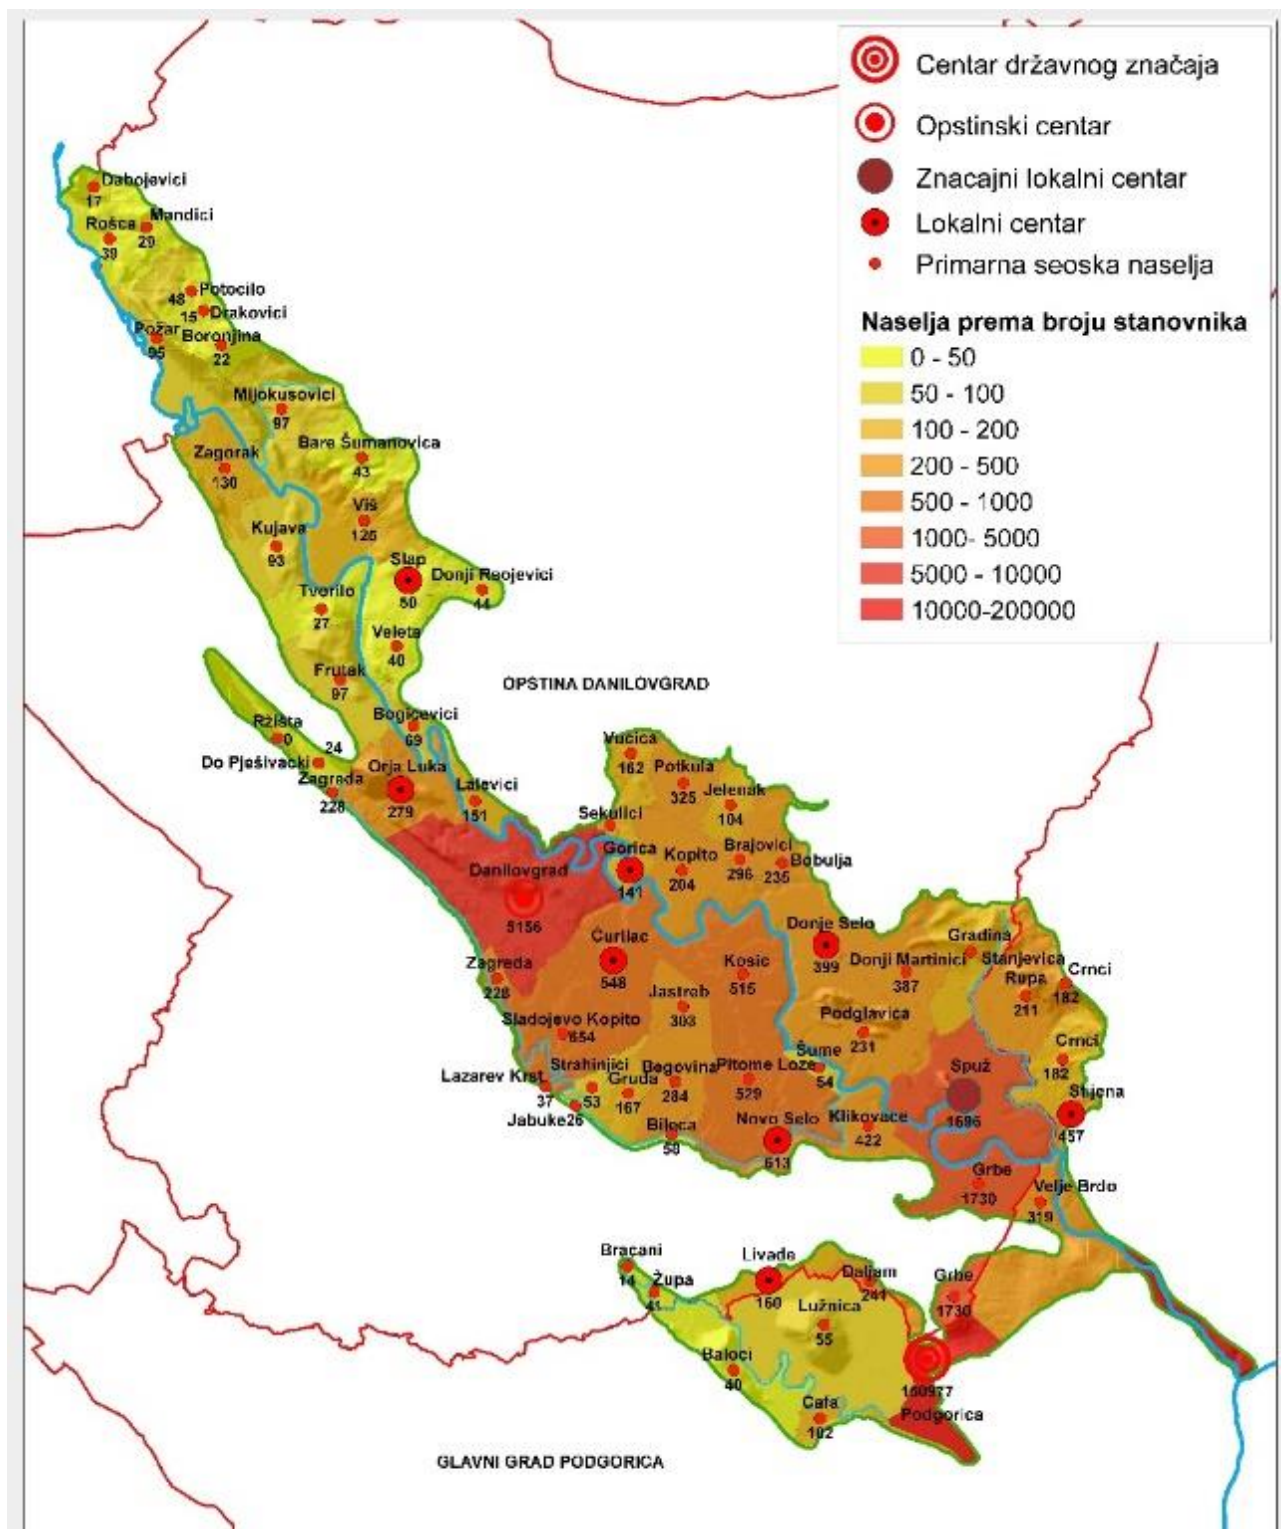 Centar državnog značaja
Opstinski centar
Znacajni lokalni centar
Lokalni centar
Primarna seoska naselja
Naselja prema broju stanovnika
0 - 50
50 - 100
100 - 200
200 - 500
500 - 1000
1000- 5000
5000 - 10000
10000-200000
Dabojevici
17
Mandici
29
Rošca
39
Potocilo
48
Drakovici
15
Požar
95
Boronjina
22
Mijokusovici
97
Bare Šumanovica
43
Zagorak
130
Viš
125
Kujava
93
Slap
50
Donji Rsojevici
44
Tvorilo
27
Veleta
40
Frutak
97
OPŠTINA DANILOVGRAD
Bogicevici
69
Ržišta
0
24
Do Pješivacki
Zagreda
228
Orja Luka
279
Lalevici
151
Vucica
162
Potkula
325
Jelenak
104
Sekulici
Gorica
141
Kopito
204
Brajovici
296
Bobulja
235
Danilovgrad
5156
Curilac
548
Kosic
515
Donje Selo
399
Donji Martinici
387
Gradina
Stanjevica
Rupa
211
Crnci
182
Zagreda
228
Jastreb
303
Podglavica
231
Sladojevo Kopito
654
Šume
54
Crnci
182
Spuž
1696
Lazarev Krst
37
Strahinjici
53
Gruda
167
Begovina
284
Pitome Loze
529
Stijena
457
Jabuke
26
Bileca
58
Novo Selo
613
Klikovace
422
Grbe
1730
Velje Brdo
319
Bracani
14
Župa
41
Livade
160
Daljam
241
Grbe
1730
Lužnica
55
Baloci
40
Cafa
102
150977
Podgorica
GLAVNI GRAD PODGORICA